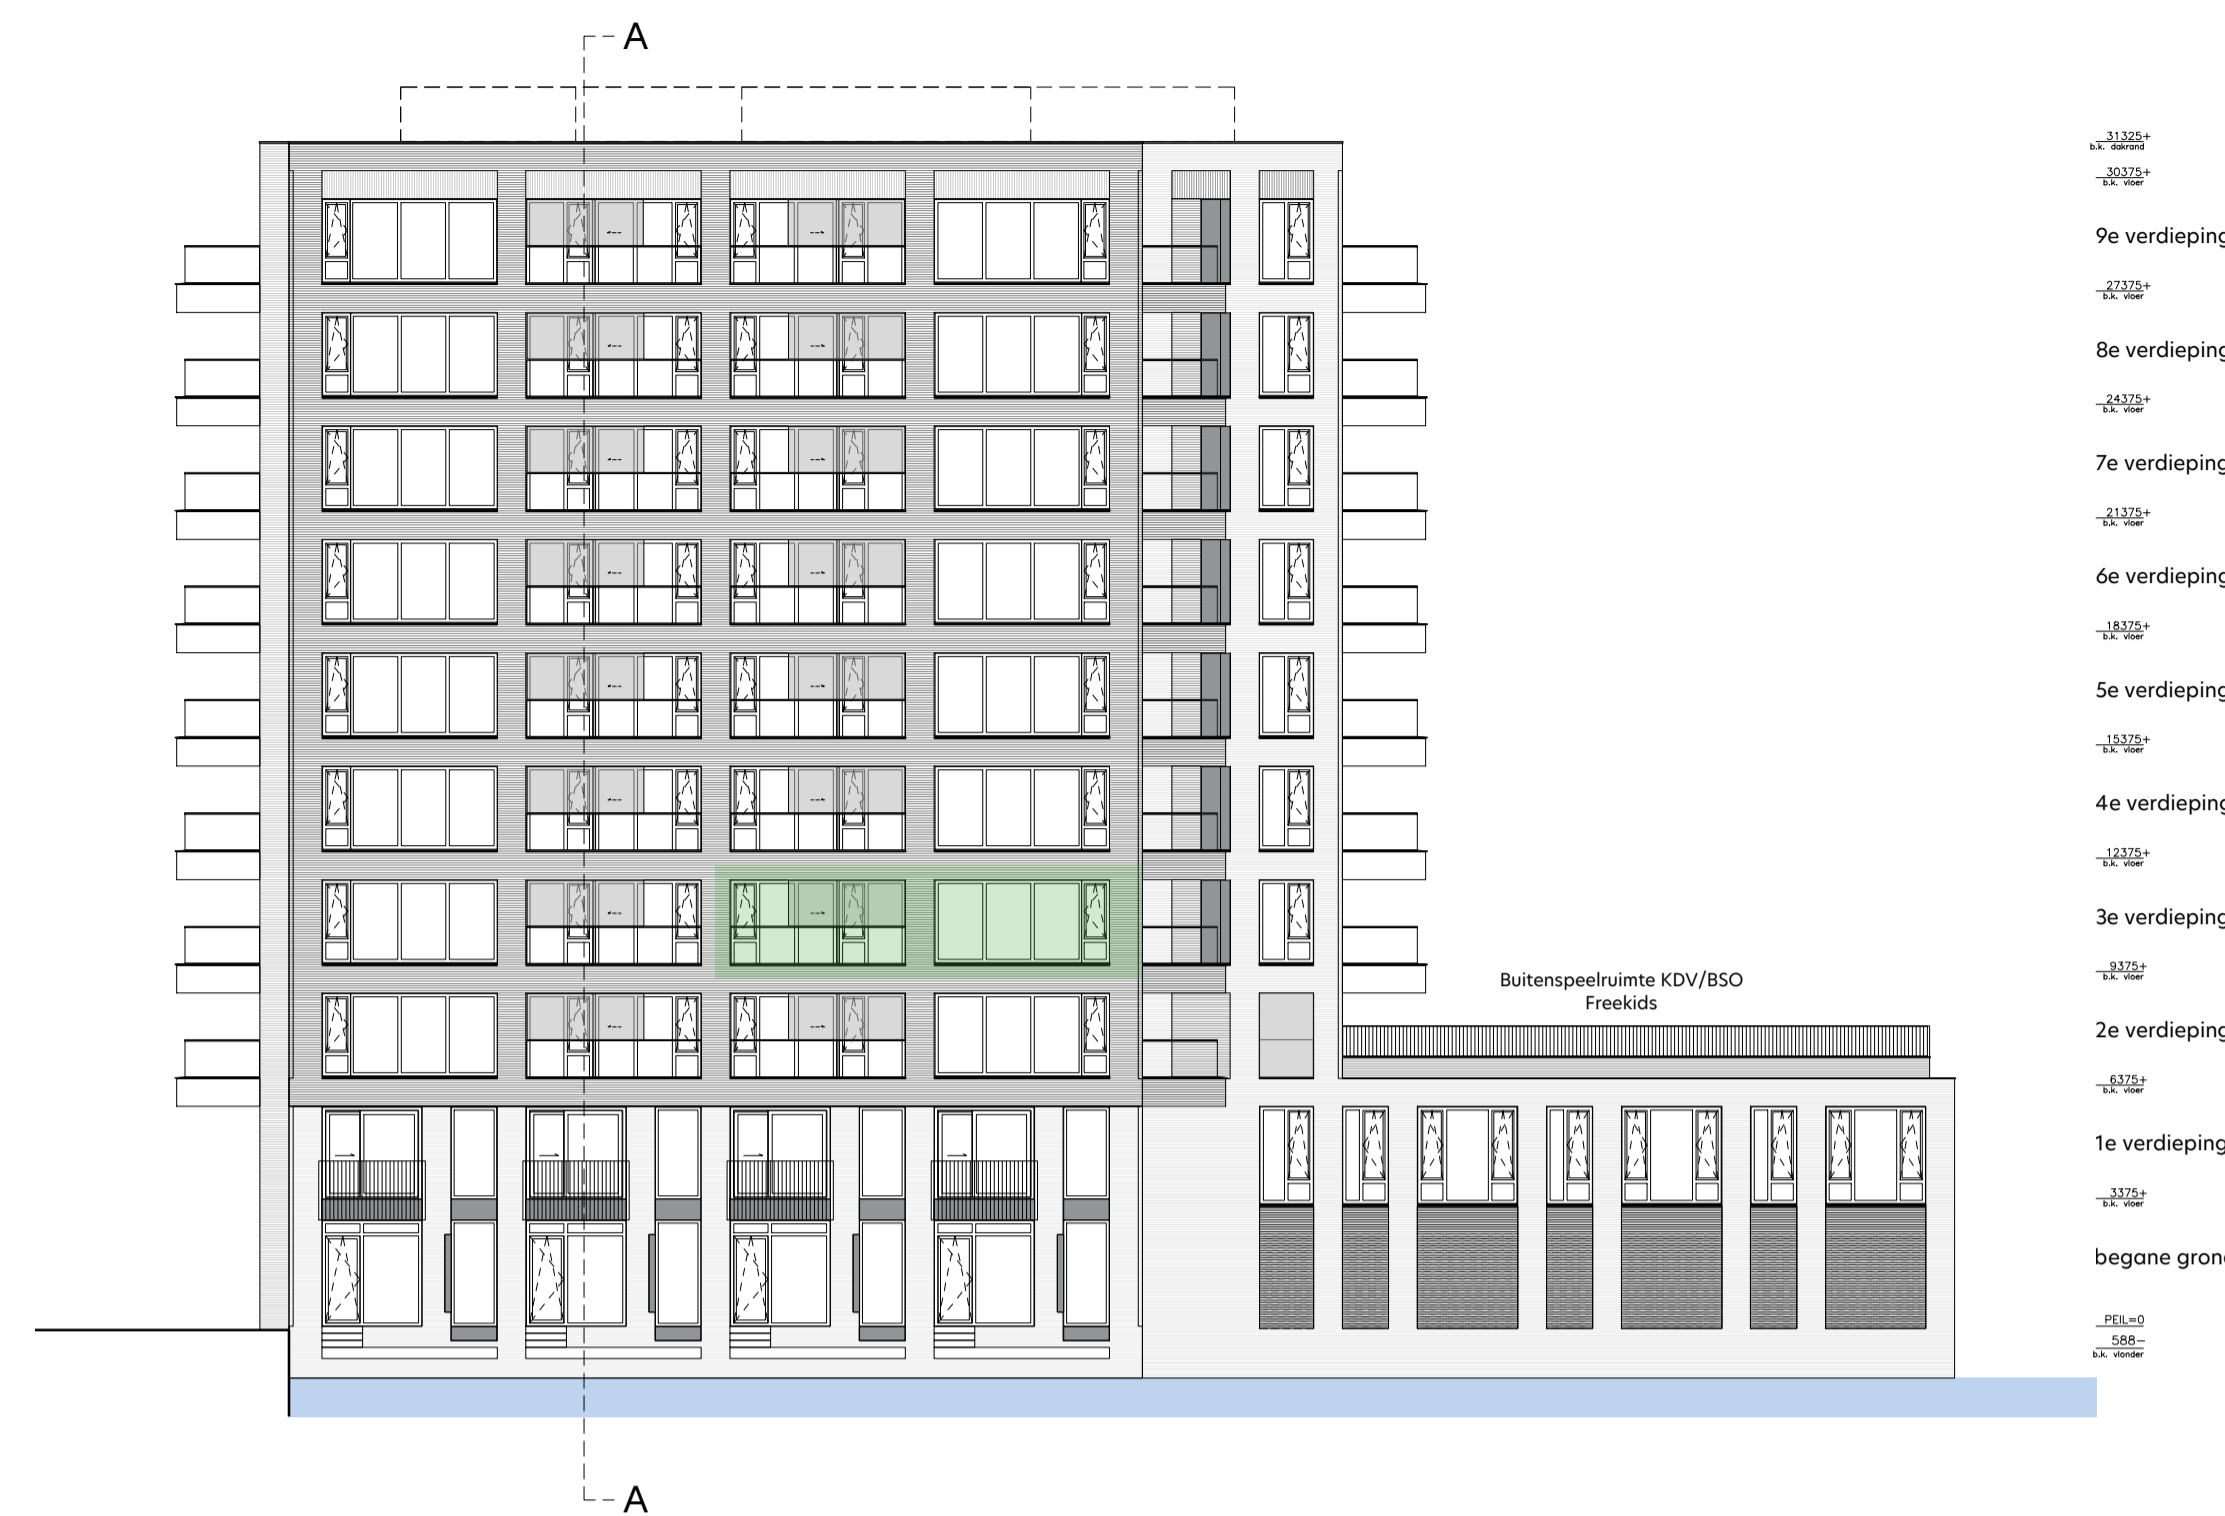 A
31325+
b.k. dakrand
30375+
b.k. vloer
9e verdieping
27375+
b.k. vloer
8e verdieping
24375+
b.k. vloer
7e verdieping
21375+
b.k. vloer
6e verdieping
18375+
b.k. vloer
5e verdieping
15375+
b.k. vloer
4e verdieping
12375+
b.k. vloer
3e verdieping
9375+
b.k. vloer
Buitenspeelruimte KDV/BSO
Freekids
2e verdieping
6375+
b.k. vloer
1e verdieping
3375+
b.k. vloer
begane gron
PEIL=0
588-
b.k. vlonder
A